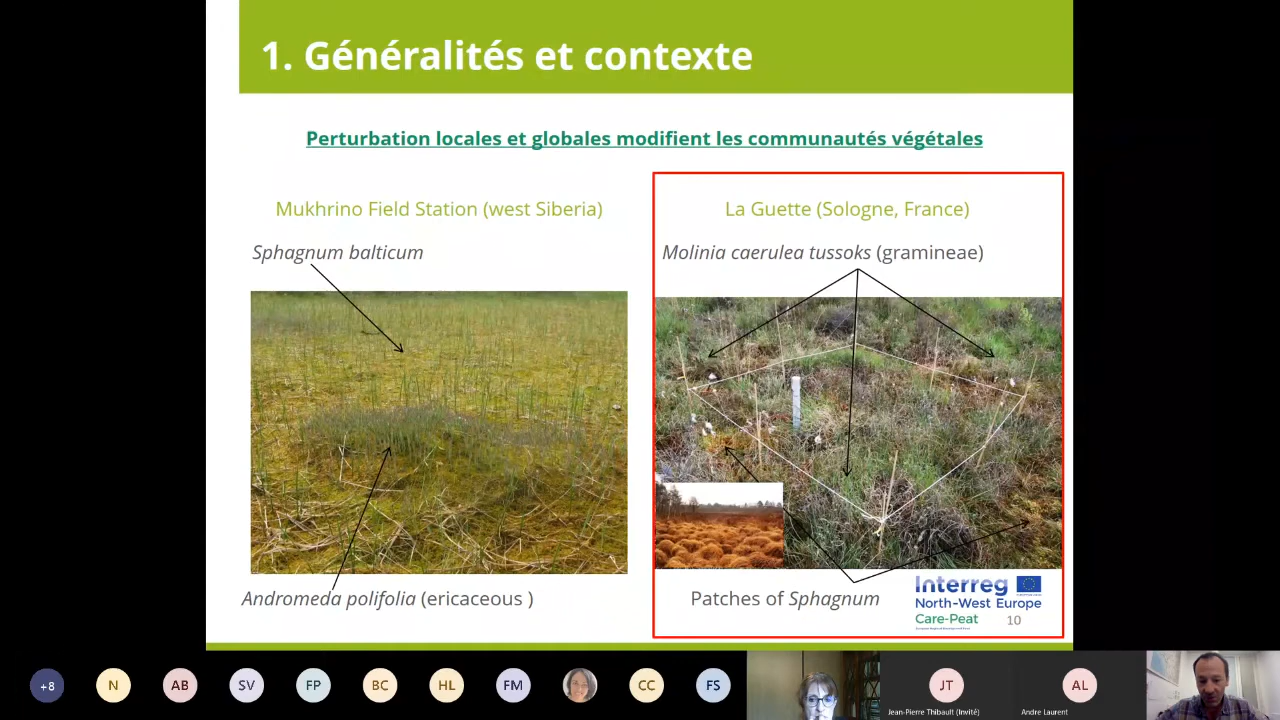 1. Généralités et contexte
Perturbation locales et globales modifient les communautés végétales
Mukhrino Field Station (west Siberia)
Sphagnum balticum
Andromeda polifolia (ericaceous )
La Guette (Sologne, France)
Molinia caerulea tussoks (gramineae)
Patches of Sphagnum
Interreg
North-West Europe
Care-Peat
10
+8
N
AB
SV
FP
BC
HL
FM
CC
FS
JT
Jean-Pierre Thibault (Invité)
AL
Andre Laurent